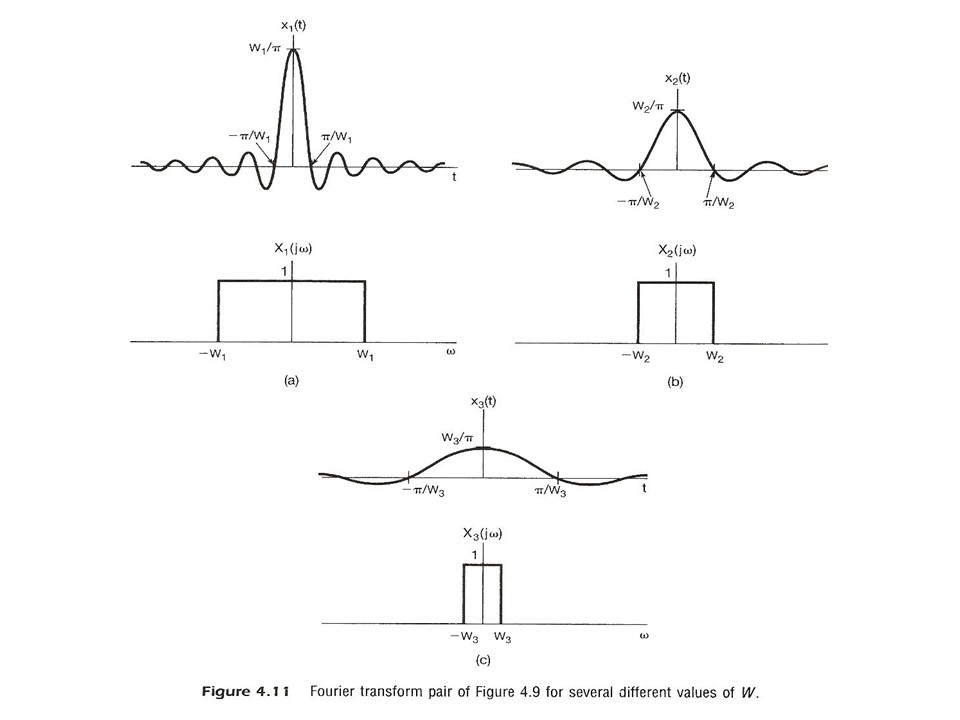 x₁(t)
W₁/π
−π/W₁
π/W₁
t
X₁(jω)
1
−W₁
W₁
ω
(a)
x₂(t)
W₂/π
−π/W₂
π/W₂
X₂(jω)
1
−W₂
W₂
(b)
x₃(t)
W₃/π
−π/W₃
π/W₃
t
X₃(jω)
1
−W₃
W₃
ω
(c)
Figure 4.11 Fourier transform pair of Figure 4.9 for several different values of W.